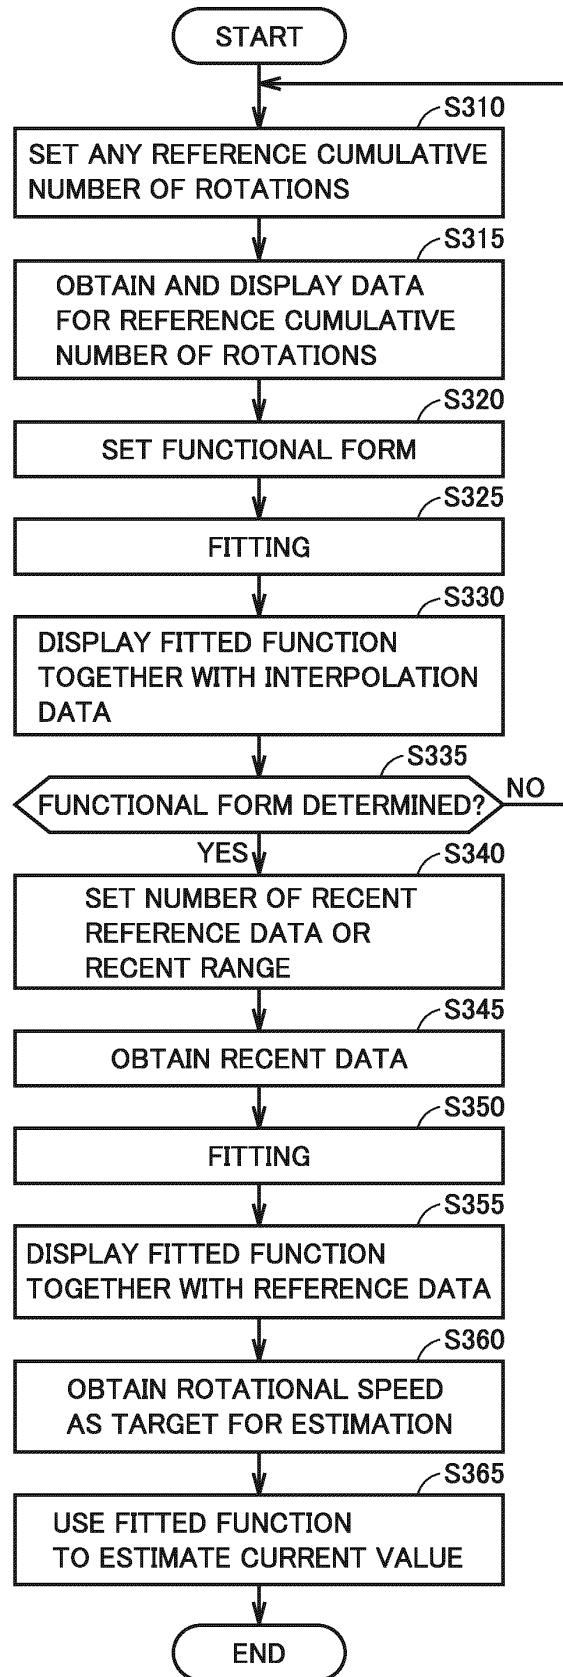 START
S310
SET ANY REFERENCE CUMULATIVE
NUMBER OF ROTATIONS
S315
OBTAIN AND DISPLAY DATA
FOR REFERENCE CUMULATIVE
NUMBER OF ROTATIONS
S320
SET FUNCTIONAL FORM
S325
FITTING
S330
DISPLAY FITTED FUNCTION
TOGETHER WITH INTERPOLATION
DATA
S335
FUNCTIONAL FORM DETERMINED?
NO
YES
S340
SET NUMBER OF RECENT
REFERENCE DATA OR
RECENT RANGE
S345
OBTAIN RECENT DATA
S350
FITTING
S355
DISPLAY FITTED FUNCTION
TOGETHER WITH REFERENCE DATA
S360
OBTAIN ROTATIONAL SPEED
AS TARGET FOR ESTIMATION
S365
USE FITTED FUNCTION
TO ESTIMATE CURRENT VALUE
END